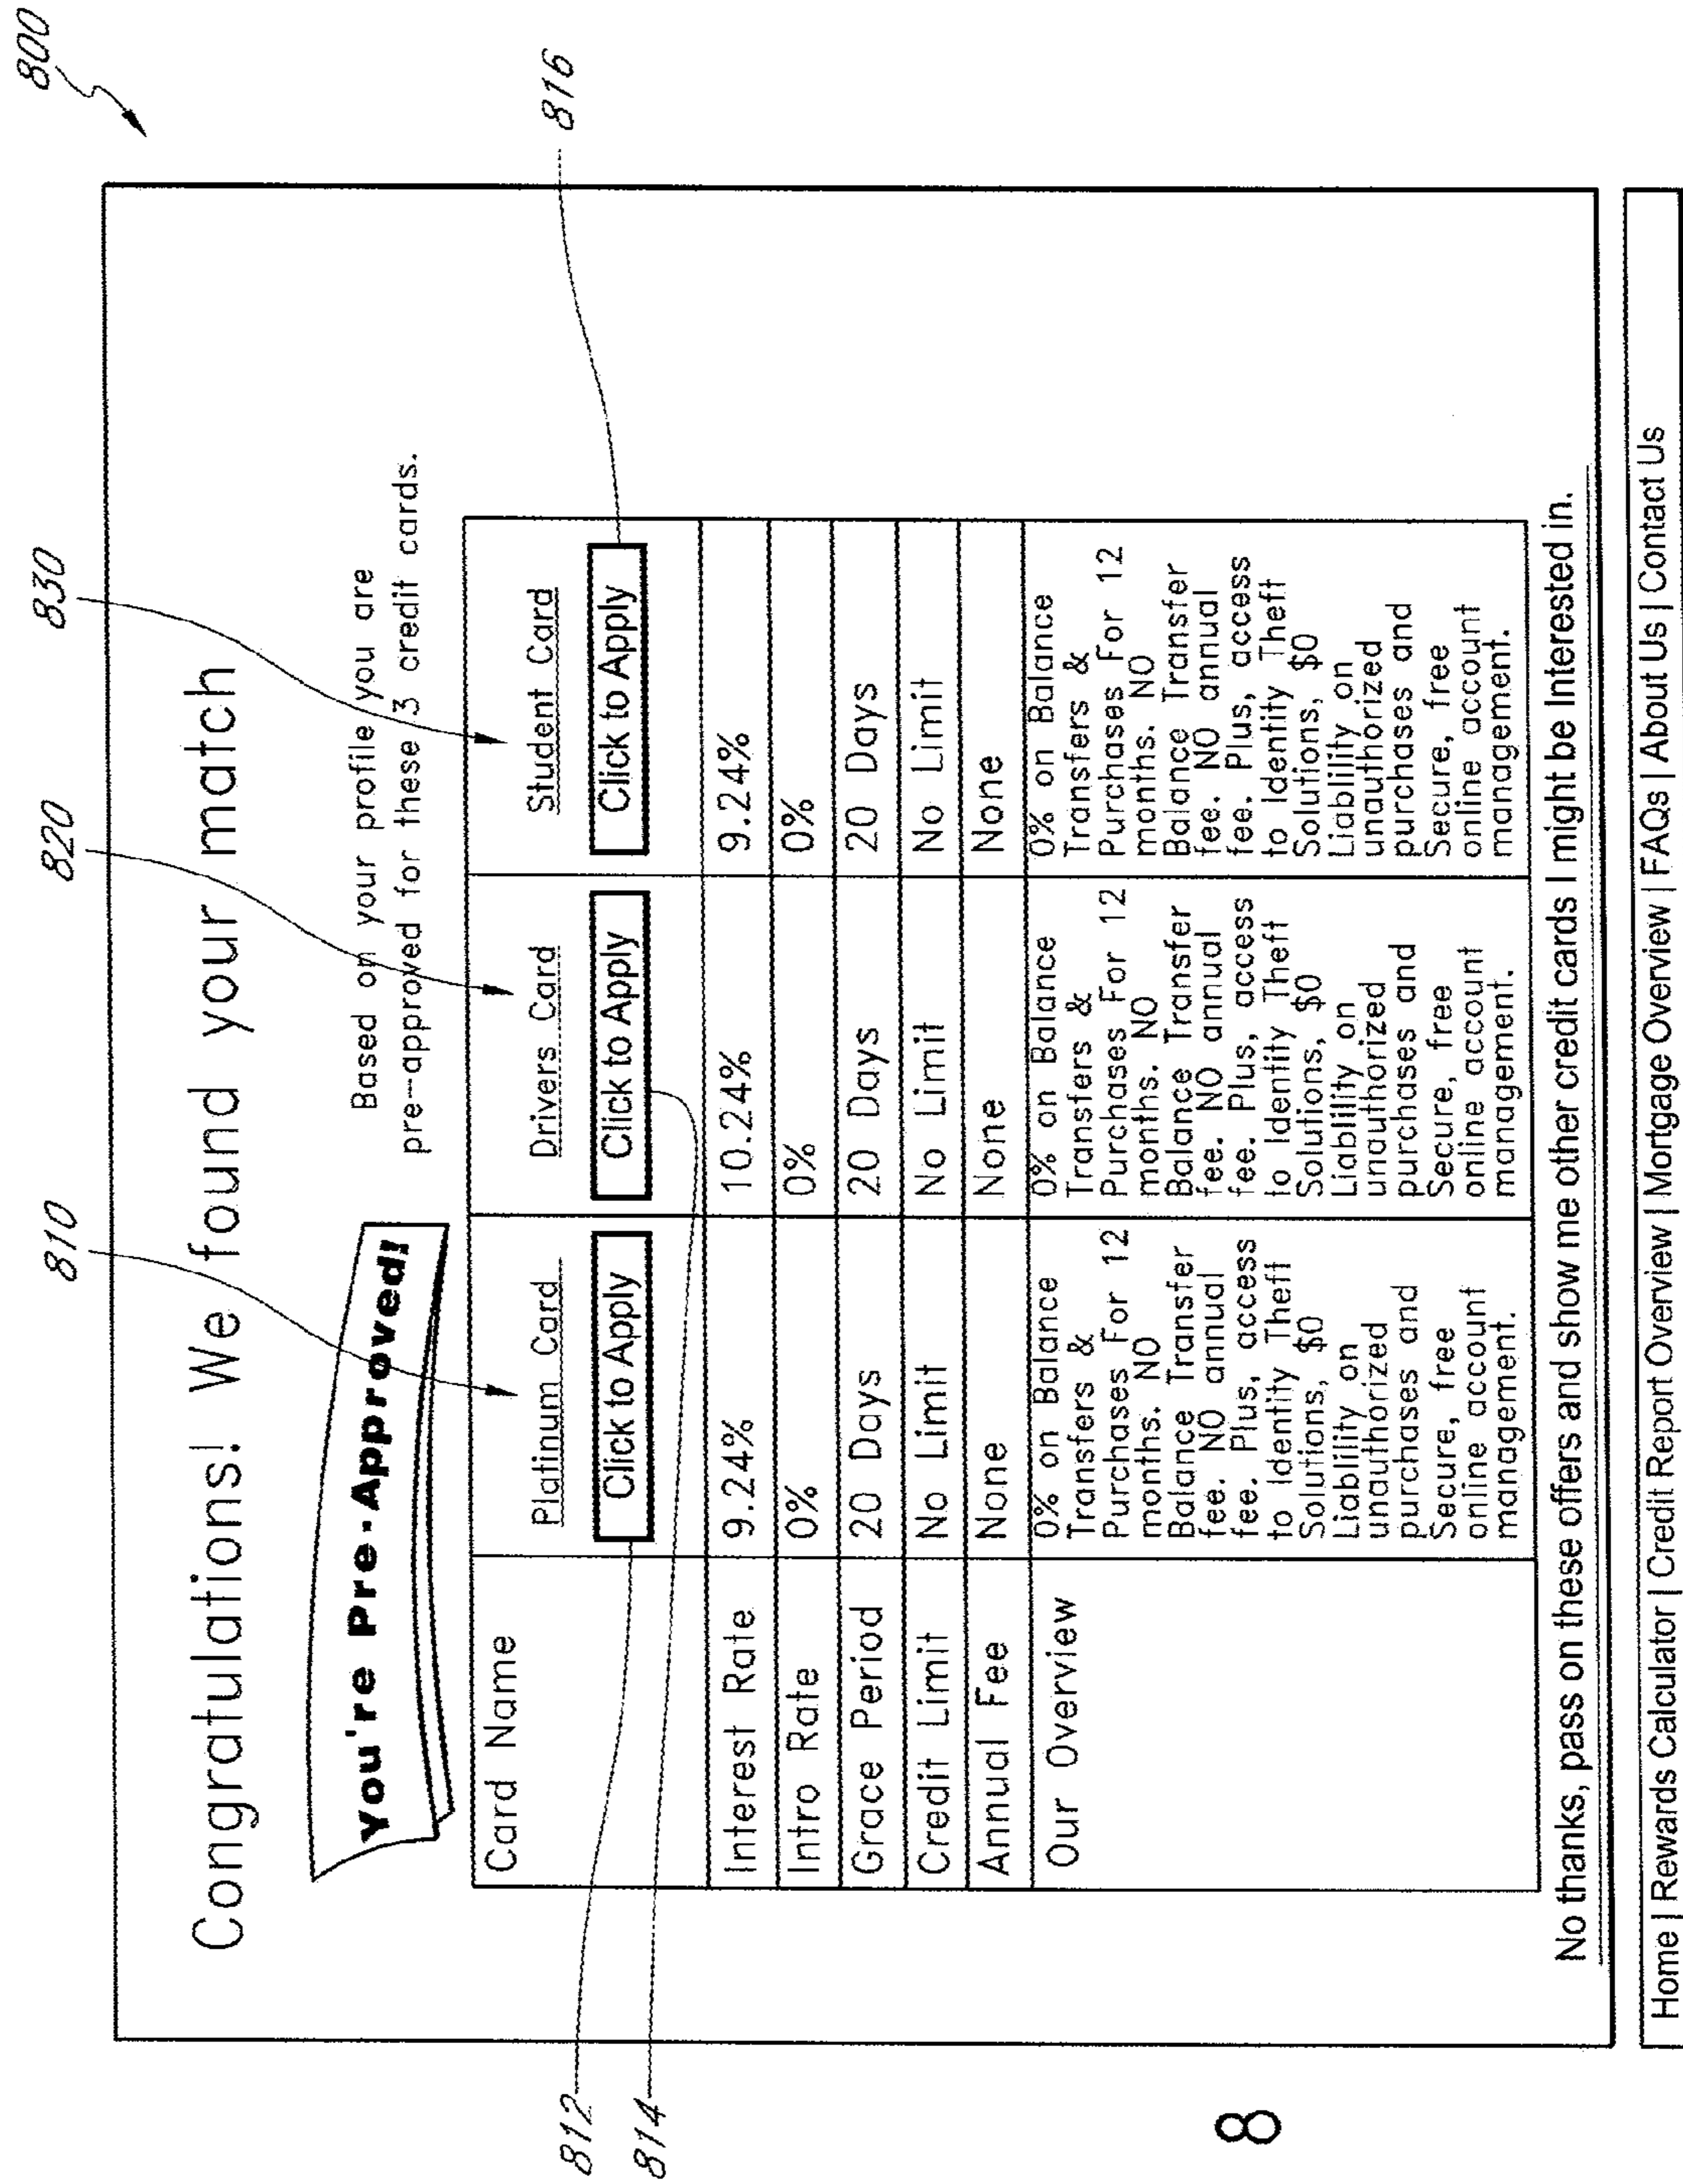 800
810
820
830
Congratulations! We found your match
You're Pre-Approved!
Based on your profile you are
pre-approved for these 3 credit cards.
Card Name
Platinum Card
Drivers Card
Student Card
Click to Apply
Click to Apply
Click to Apply
812
814
816
Interest Rate 9.24% 10.24% 9.24%
Intro Rate 0% 0% 0%
Grace Period 20 Days 20 Days 20 Days
Credit Limit No Limit No Limit No Limit
Annual Fee None None None
Our Overview
0% on Balance
Transfers &
Purchases For 12
months. NO
Balance Transfer
fee. NO annual
fee. Plus, access
to Identity Theft
Solutions, $0
Liability on
unauthorized
purchases and
Secure, free
online account
management.
0% on Balance
Transfers &
Purchases For 12
months. NO
Balance Transfer
fee. NO annual
fee. Plus, access
to Identity Theft
Solutions, $0
Liability on
unauthorized
purchases and
Secure, free
online account
management.
0% on Balance
Transfers &
Purchases For 12
months. NO
Balance Transfer
fee. NO annual
fee. Plus, access
to Identity Theft
Solutions, $0
Liability on
unauthorized
purchases and
Secure, free
online account
management.
No thanks, pass on these offers and show me other credit cards I might be Interested in.
Home | Rewards Calculator | Credit Report Overview | Mortgage Overview | FAQs | About Us | Contact Us
8